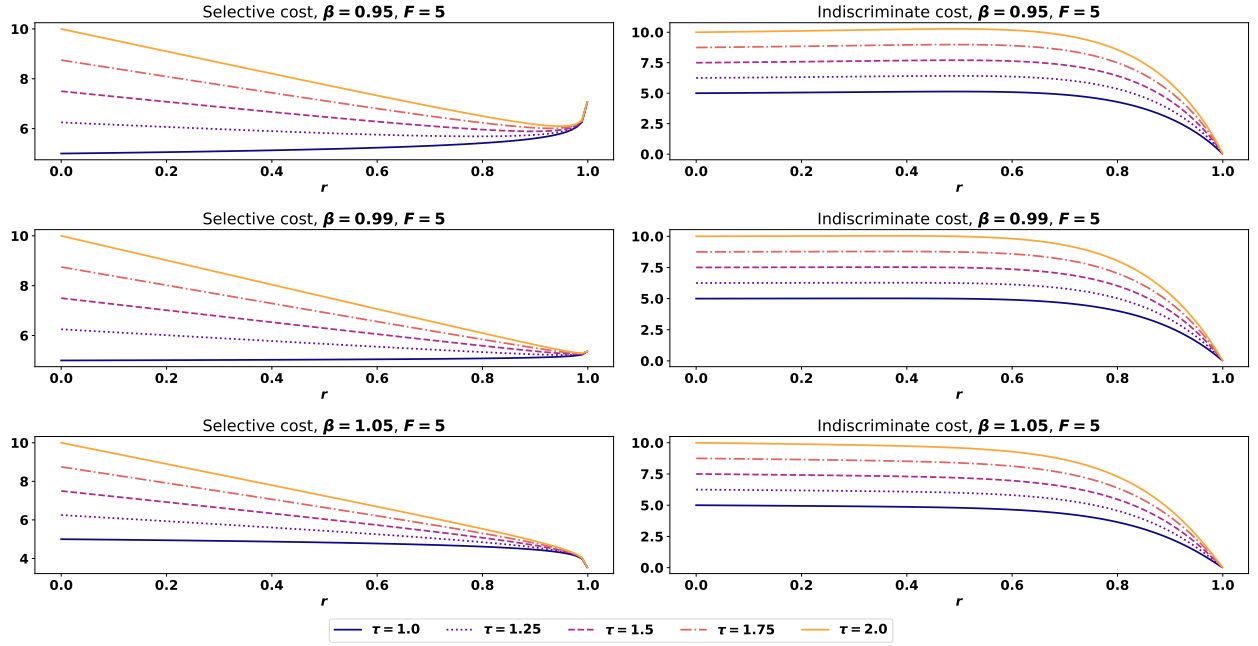 Selective cost, β = 0.95, F = 5
10
8
6
0.0 0.2 0.4 0.6 0.8 1.0
r
Indiscriminate cost, β = 0.95, F = 5
10.0
7.5
5.0
2.5
0.0
0.0 0.2 0.4 0.6 0.8 1.0
r
Selective cost, β = 0.99, F = 5
10
8
6
0.0 0.2 0.4 0.6 0.8 1.0
r
Indiscriminate cost, β = 0.99, F = 5
10.0
7.5
5.0
2.5
0.0
0.0 0.2 0.4 0.6 0.8 1.0
r
Selective cost, β = 1.05, F = 5
10
8
6
4
0.0 0.2 0.4 0.6 0.8 1.0
r
Indiscriminate cost, β = 1.05, F = 5
10.0
7.5
5.0
2.5
0.0
0.0 0.2 0.4 0.6 0.8 1.0
r
τ = 1.0 τ = 1.25 τ = 1.5 τ = 1.75 τ = 2.0